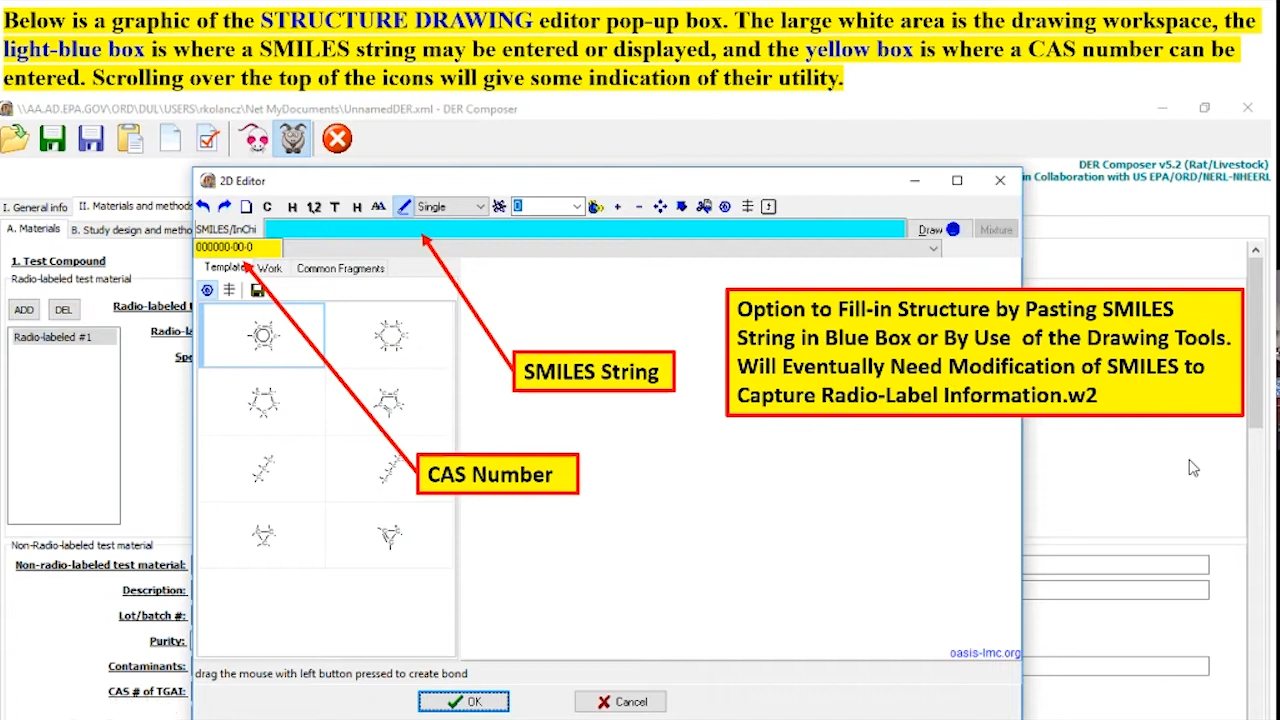 Below is a graphic of the STRUCTURE DRAWING editor pop-up box. The large white area is the drawing workspace, the
light-blue box is where a SMILES string may be entered or displayed, and the yellow box is where a CAS number can be
entered. Scrolling over the top of the icons will give some indication of their utility.
\\AA.AD.EPA.GOV/ORD/DUL/USERS/rkolancz\Net MyDocuments\UnnamedDER.xml - DER Composer
DER Composer v5.2 (Rat/Livestock)
in Collaboration with US EPA/ORD/NERL-NHEERL
2D Editor
C H 1,2 T H AA Single
I. General info II. Materials and methods
SMILES/InChi Draw Mixture
A. Materials B. Study design and metho
000000-00-0
1. Test Compound
Templates Work Common Fragments
Radio-labeled test material
ADD DEL Radio-labeled
Radio-labeled #1
Option to Fill-in Structure by Pasting SMILES
String in Blue Box or By Use of the Drawing Tools.
Will Eventually Need Modification of SMILES to
Capture Radio-Label Information.w2
SMILES String
CAS Number
Non-Radio-labeled test material
Non-radio-labeled test material:
Description:
Lot/batch #:
Purity:
Contaminants:
CAS # of TGAI:
oasis-lmc.org
drag the mouse with left button pressed to create bond
OK Cancel